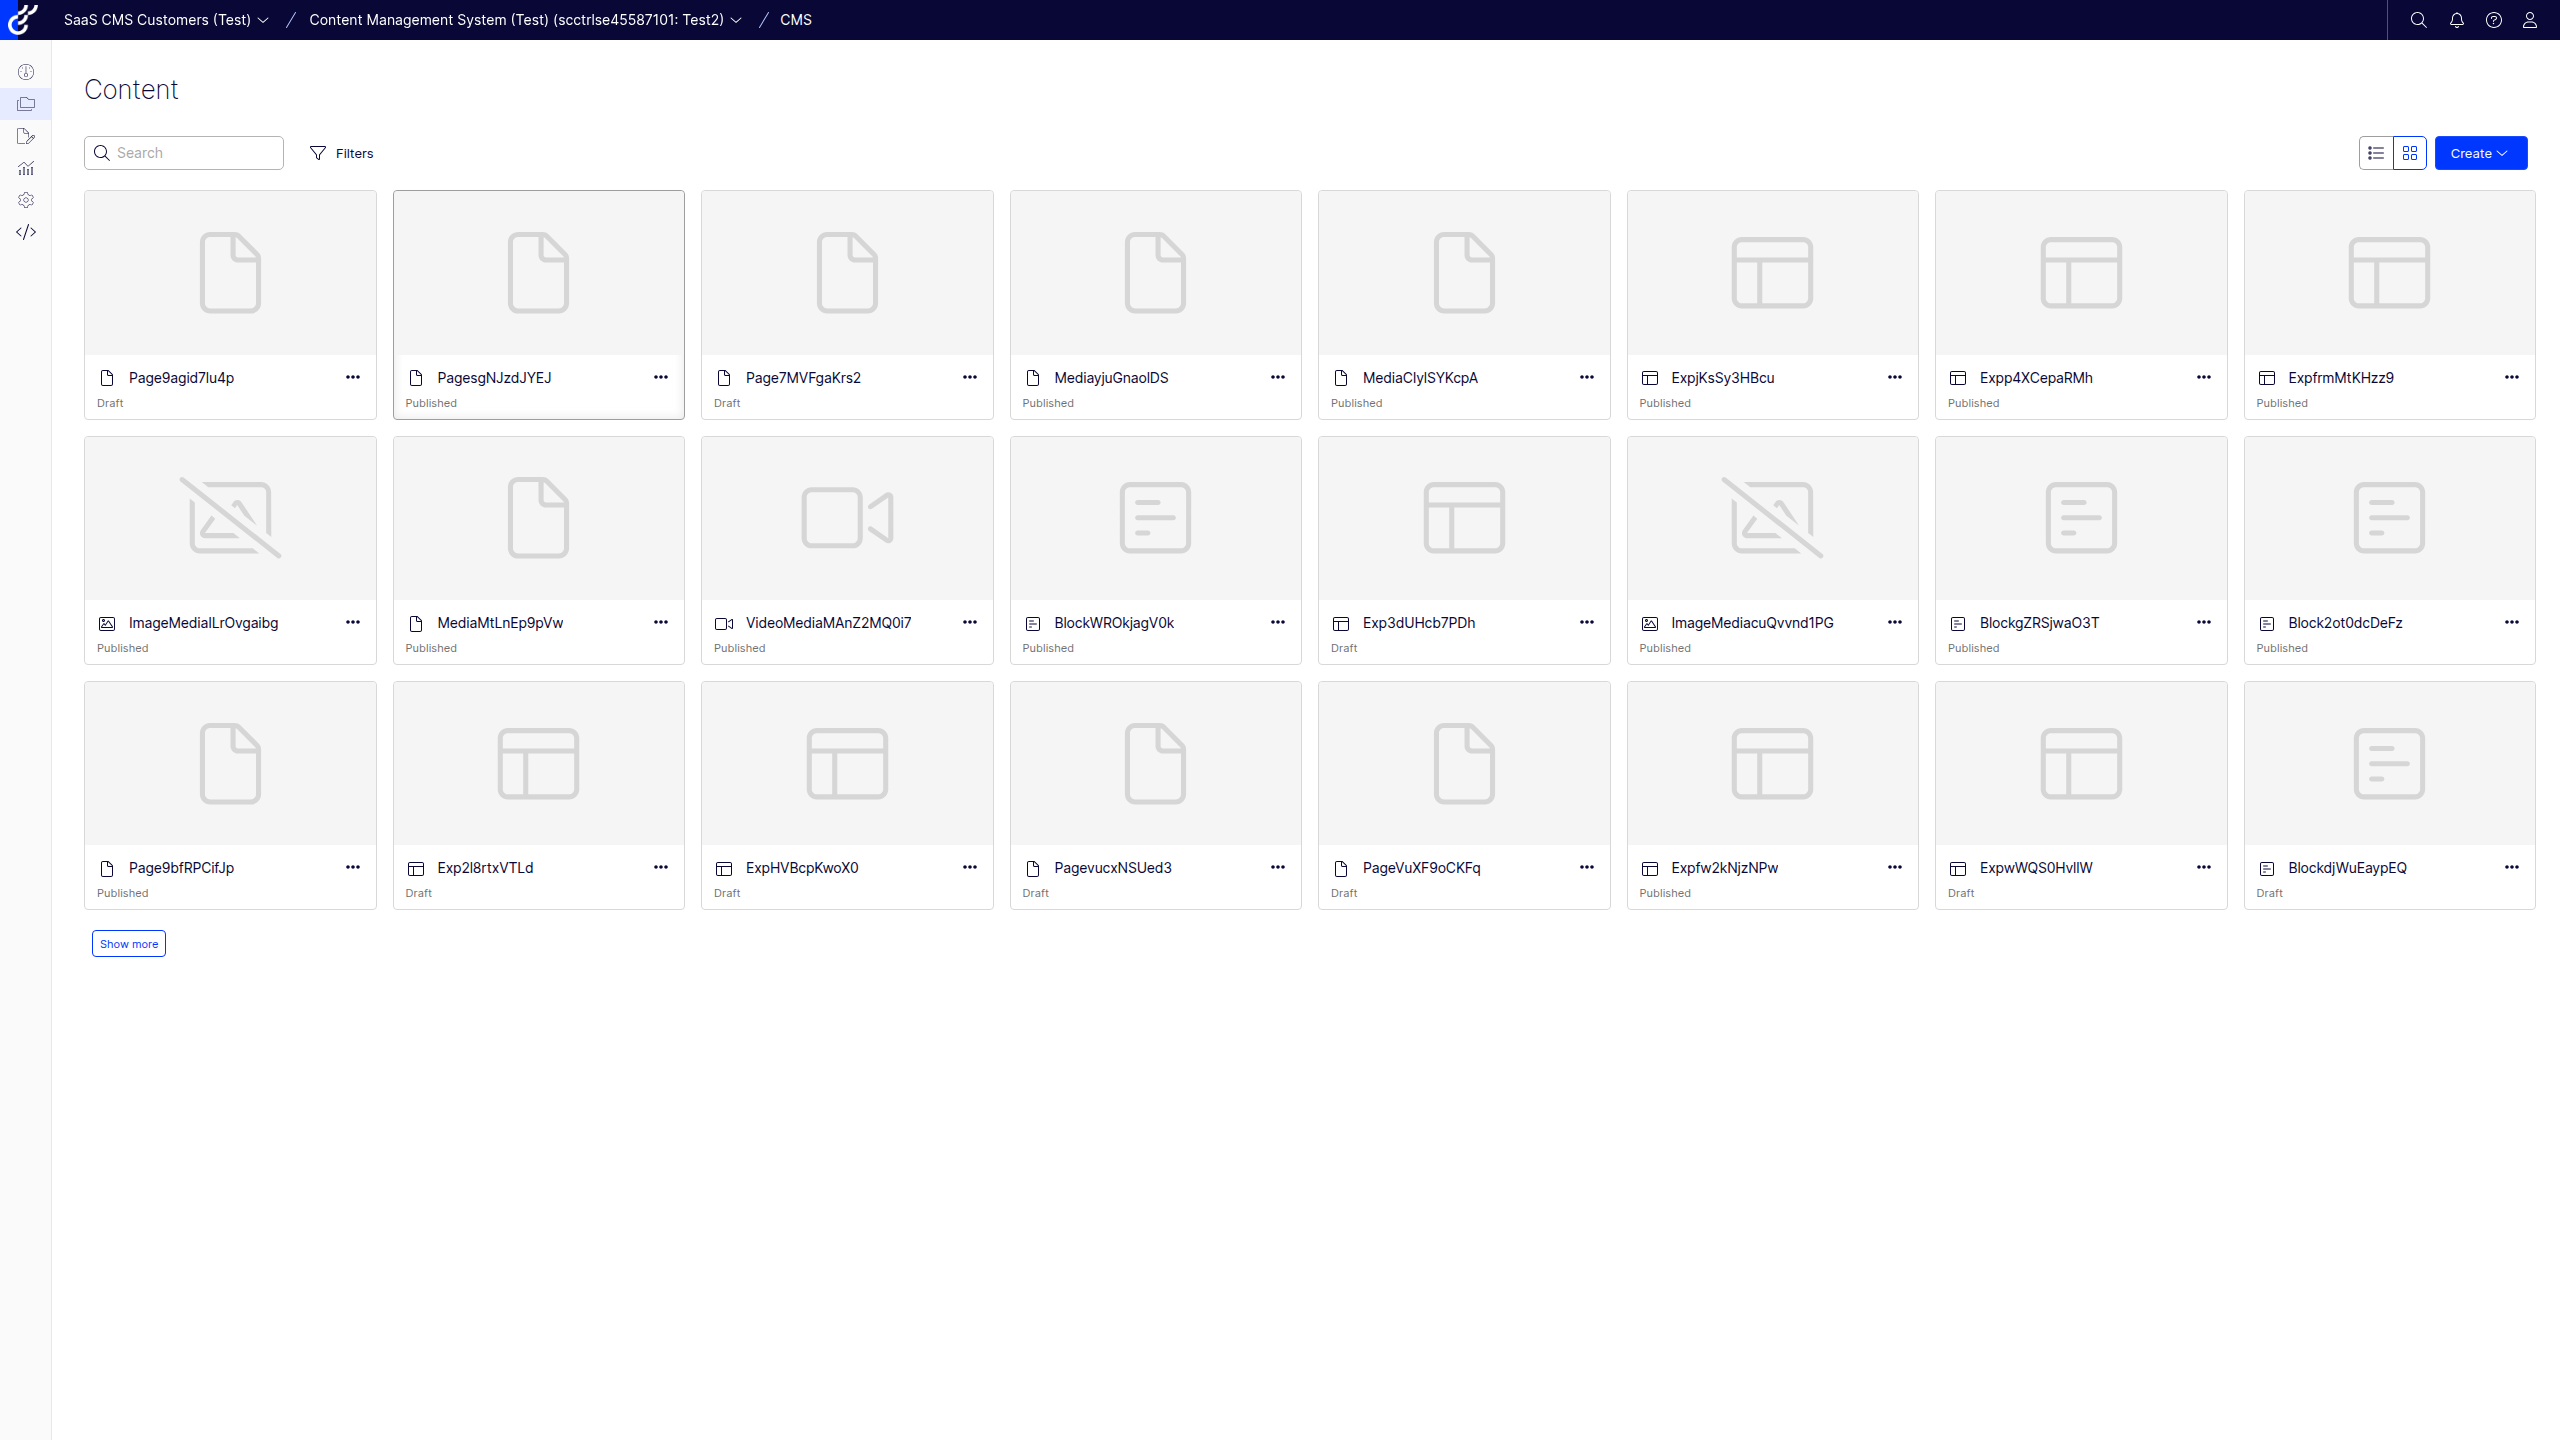 SaaS CMS Customers (Test) / Content Management System (Test) (scctrlse45587101: Test2) / CMS
Content
Search Filters Create
Page9agid7lu4p PagesgNJzdJYEJ Page7MVFgaKrs2 MediayjuGnaolDS MediaClylSYKcpA ExpjKsSy3HBcu Expp4XCepaRMh ExpfrmMtKHzz9
Draft Published Draft Published Published Published Published Published
ImageMediaILrOvgaibg MediaMtLnEp9pVw VideoMediaMAnZ2MQ0i7 BlockWROkjagV0k Exp3dUHcb7PDh ImageMediacuQvvnd1PG BlockgZRSjwaO3T Block2ot0dcDeFz
Published Published Published Published Draft Published Published Published
Page9bfRPCifJp Exp2l8rtxVTLd ExpHVBcpKwoX0 PagevucxNSUed3 PageVuXF9oCKFq Expfw2kNjzNPw ExpwWQS0HvllW BlockdjWuEaypEQ
Published Draft Draft Draft Draft Published Draft Draft
Show more